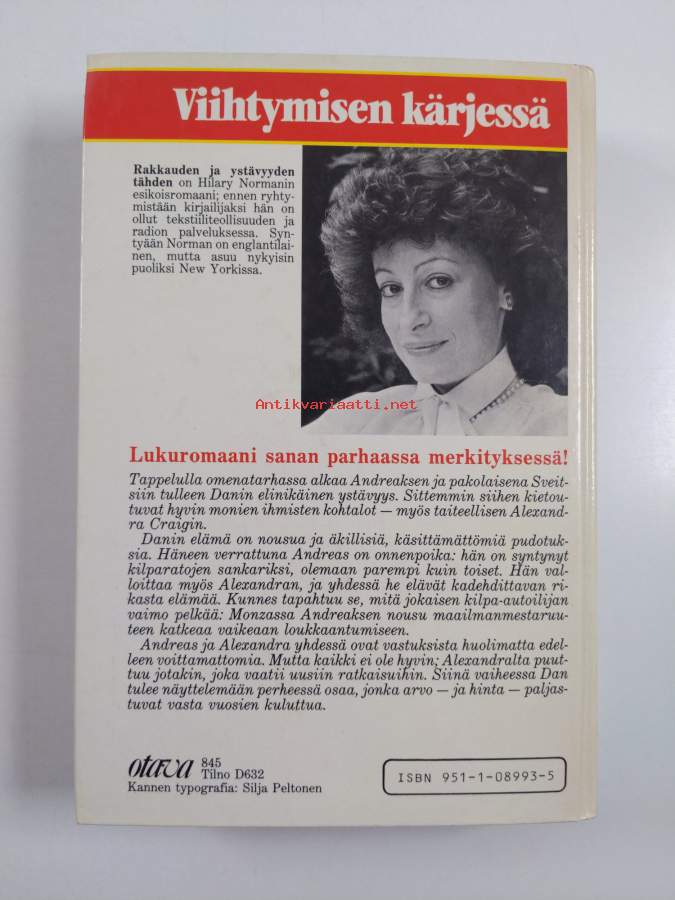 Viihtymisen kärjessä
Rakkauden ja ystävyyden
tähden on Hilary Normanin
esikoisromaani; ennen ryhty-
mistään kirjailijaksi hän on
ollut tekstiiliteollisuuden ja
radion palveluksessa. Syn-
tyään Norman on englantilai-
nen, mutta asuu nykyisin
puoliksi New Yorkissa.
Antikvariaatti.net
Lukuromaani sanan parhaassa merkityksessä!
Tappelulla omenatarhassa alkaa Andreaksen ja pakolaisena Sveit-
siin tulleen Danin elinikäinen ystävyys. Sittemmin siihen kietou-
tuvat hyvin monien ihmisten kohtalot — myös taiteellisen Alexand-
ra Craigin.
Danin elämä on nousua ja äkillisiä, käsittämättömiä pudotuk-
sia. Häneen verrattuna Andreas on onnenpoika: hän on syntynyt
kilparatojen sankariksi, olemaan parempi kuin toiset. Hän val-
loittaa myös Alexandran, ja yhdessä he elävät kadehdittavan ri-
kasta elämää. Kunnes tapahtuu se, mitä jokaisen kilpa-autoilijan
vaimo pelkää: Monzassa Andreaksen nousu maailmanmestaruu-
teen katkeaa vaikeaan loukkaantumiseen.
Andreas ja Alexandra yhdessä ovat vastuksista huolimatta edel-
leen voittamattomia. Mutta kaikki ei ole hyvin; Alexandralta puut-
tuu jotakin, joka vaatii uusiin ratkaisuihin. Siinä vaiheessa Dan
tulee näyttelemään perheessä osaa, jonka arvo — ja hinta — paljas-
tuvat vasta vuosien kuluttua.
otava
845
Tilno D632
Kannen typografia: Silja Peltonen
ISBN 951-1-08993-5